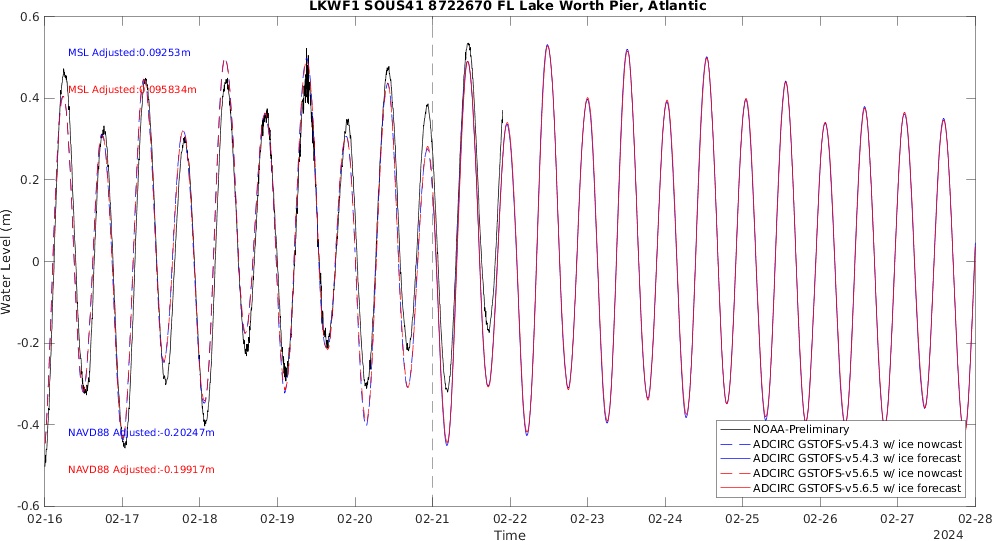 LKWF1 SOUS41 8722670 FL Lake Worth Pier, Atlantic
0.6
0.4
0.2
0
-0.2
-0.4
-0.6
Water Level (m)
MSL Adjusted:0.09253m
MSL Adjusted:0.095834m
NAVD88 Adjusted:-0.20247m
NAVD88 Adjusted:-0.19917m
NOAA-Preliminary
ADCIRC GSTOFS-v5.4.3 w/ ice nowcast
ADCIRC GSTOFS-v5.4.3 w/ ice forecast
ADCIRC GSTOFS-v5.6.5 w/ ice nowcast
ADCIRC GSTOFS-v5.6.5 w/ ice forecast
02-16 02-17 02-18 02-19 02-20 02-21 02-22 02-23 02-24 02-25 02-26 02-27 02-28
Time
2024